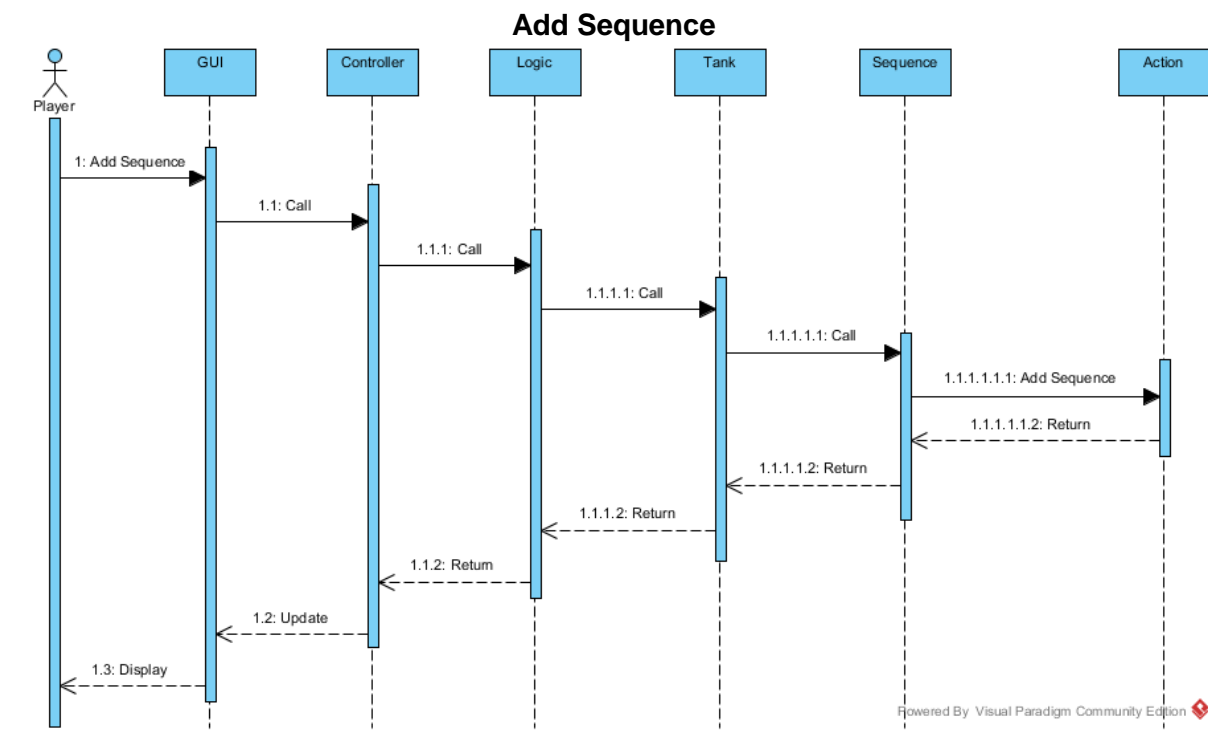 Add Sequence
Player
GUI
Controller
Logic
Tank
Sequence
Action
1: Add Sequence
1.1: Call
1.1.1: Call
1.1.1.1: Call
1.1.1.1.1: Call
1.1.1.1.1.1: Add Sequence
1.1.1.1.1.2: Return
1.1.1.1.2: Return
1.1.1.2: Return
1.1.2: Return
1.2: Update
1.3: Display
Powered By Visual Paradigm Community Edition